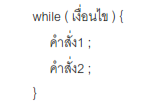 while ( เงื่อนไข ) {
คำสั่ง1 ;
คำสั่ง2 ;
}